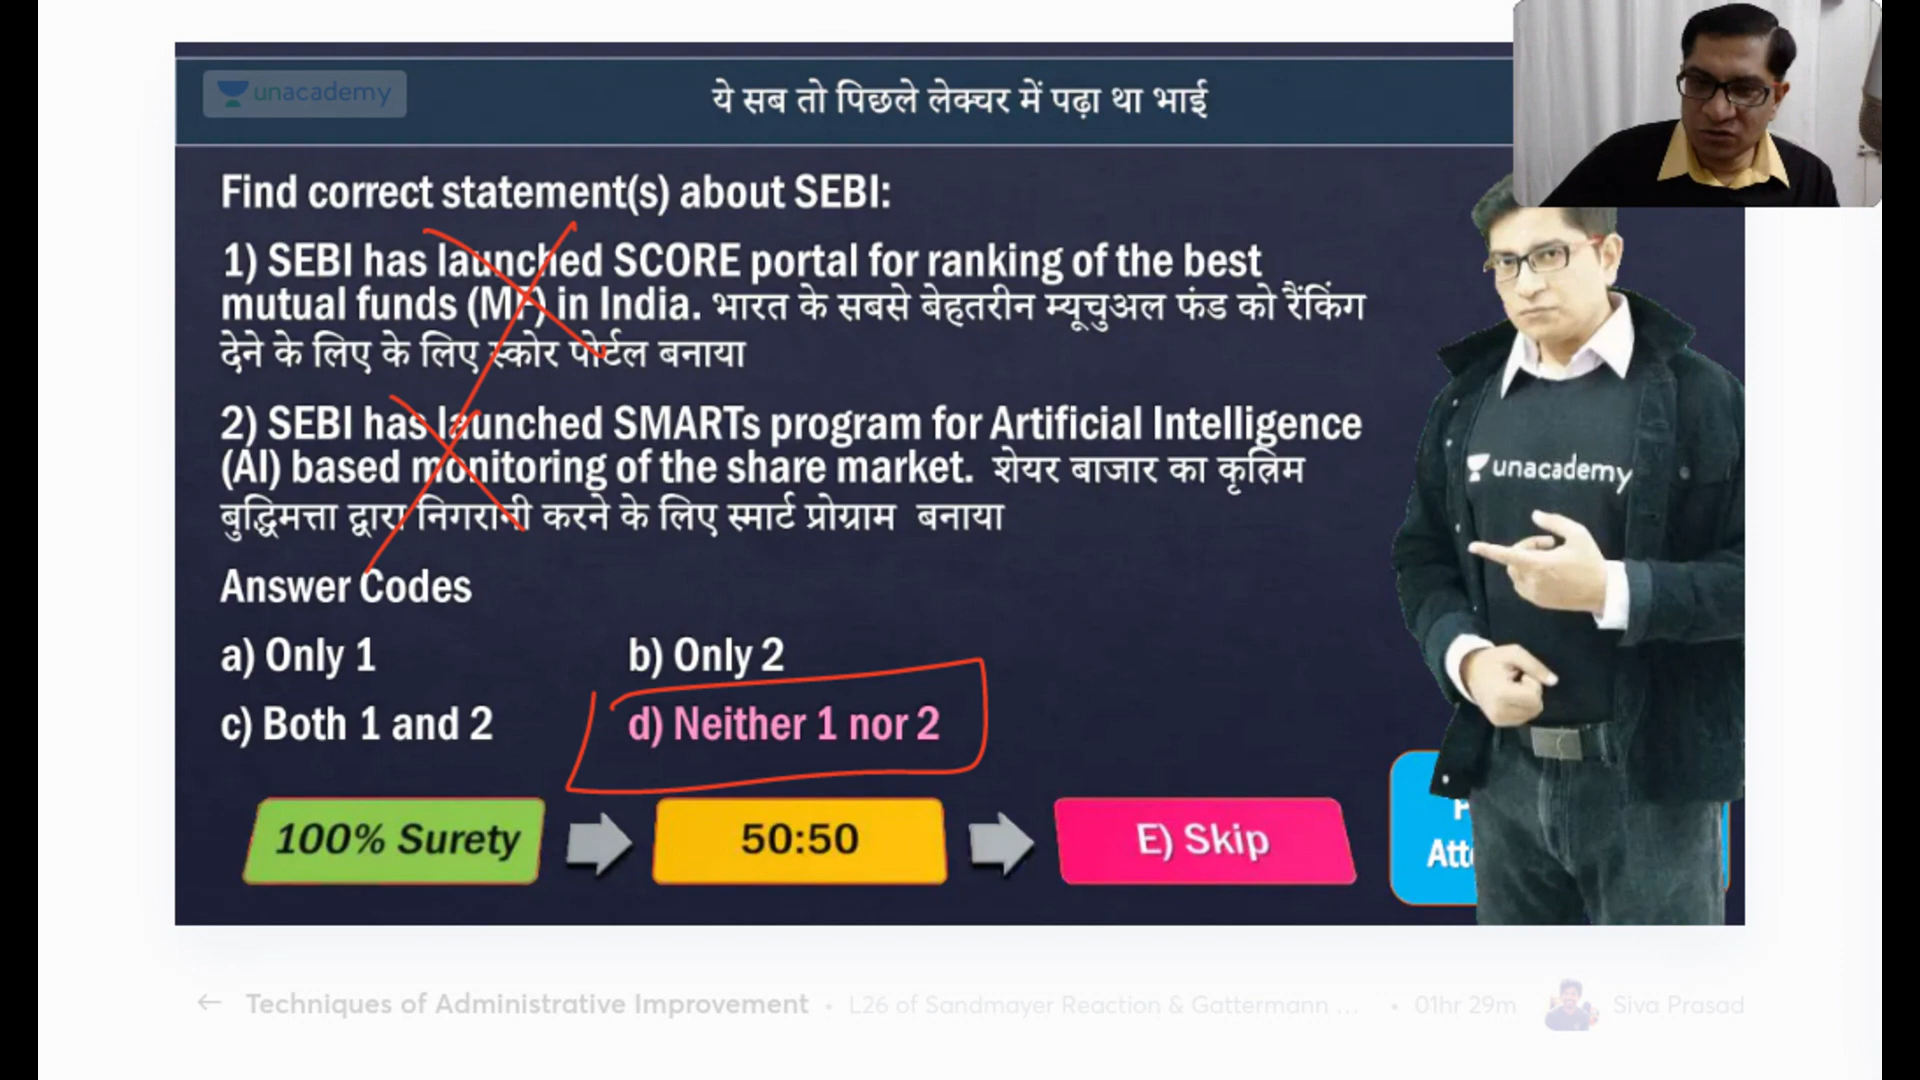 unacademy
ये सब तो पिछले लेक्चर में पढ़ा था भाई
Find correct statement(s) about SEBI:
1) SEBI has launched SCORE portal for ranking of the best
mutual funds (MF) in India. भारत के सबसे बेहतरीन म्यूचुअल फंड को रैंकिंग
देने के लिए के लिए स्कोर पोर्टल बनाया
2) SEBI has launched SMARTs program for Artificial Intelligence
(AI) based monitoring of the share market. शेयर बाजार का कृत्रिम
बुद्धिमत्ता द्वारा निगरानी करने के लिए स्मार्ट प्रोग्राम बनाया
Answer Codes
a) Only 1 b) Only 2
c) Both 1 and 2 d) Neither 1 nor 2
100% Surety 50:50 E) Skip
unacademy
← Techniques of Administrative Improvement • L26 of Sandmayer Reaction & Gattermann ... • 01hr 29m Siva Prasad